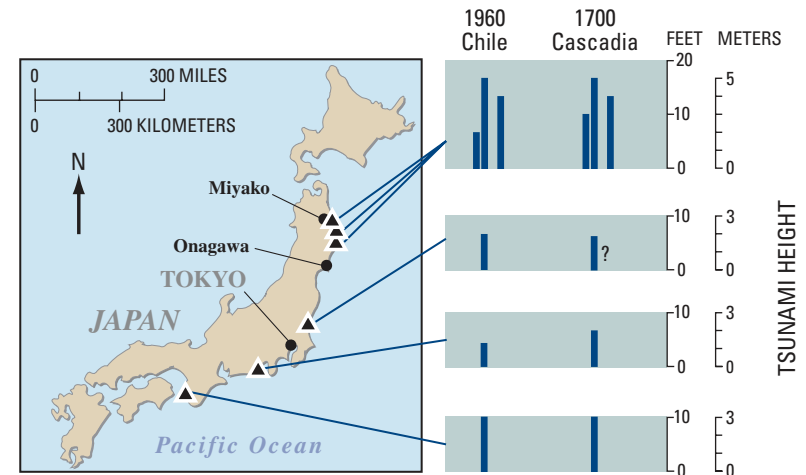 1960
Chile
1700
Cascadia
FEET
METERS
20
10
0
5
0
0 300 MILES
0 300 KILOMETERS
N
Miyako
Onagawa
TOKYO
JAPAN
Pacific Ocean
?
10
0
3
0
10
0
3
0
10
0
3
0
TSUNAMI HEIGHT